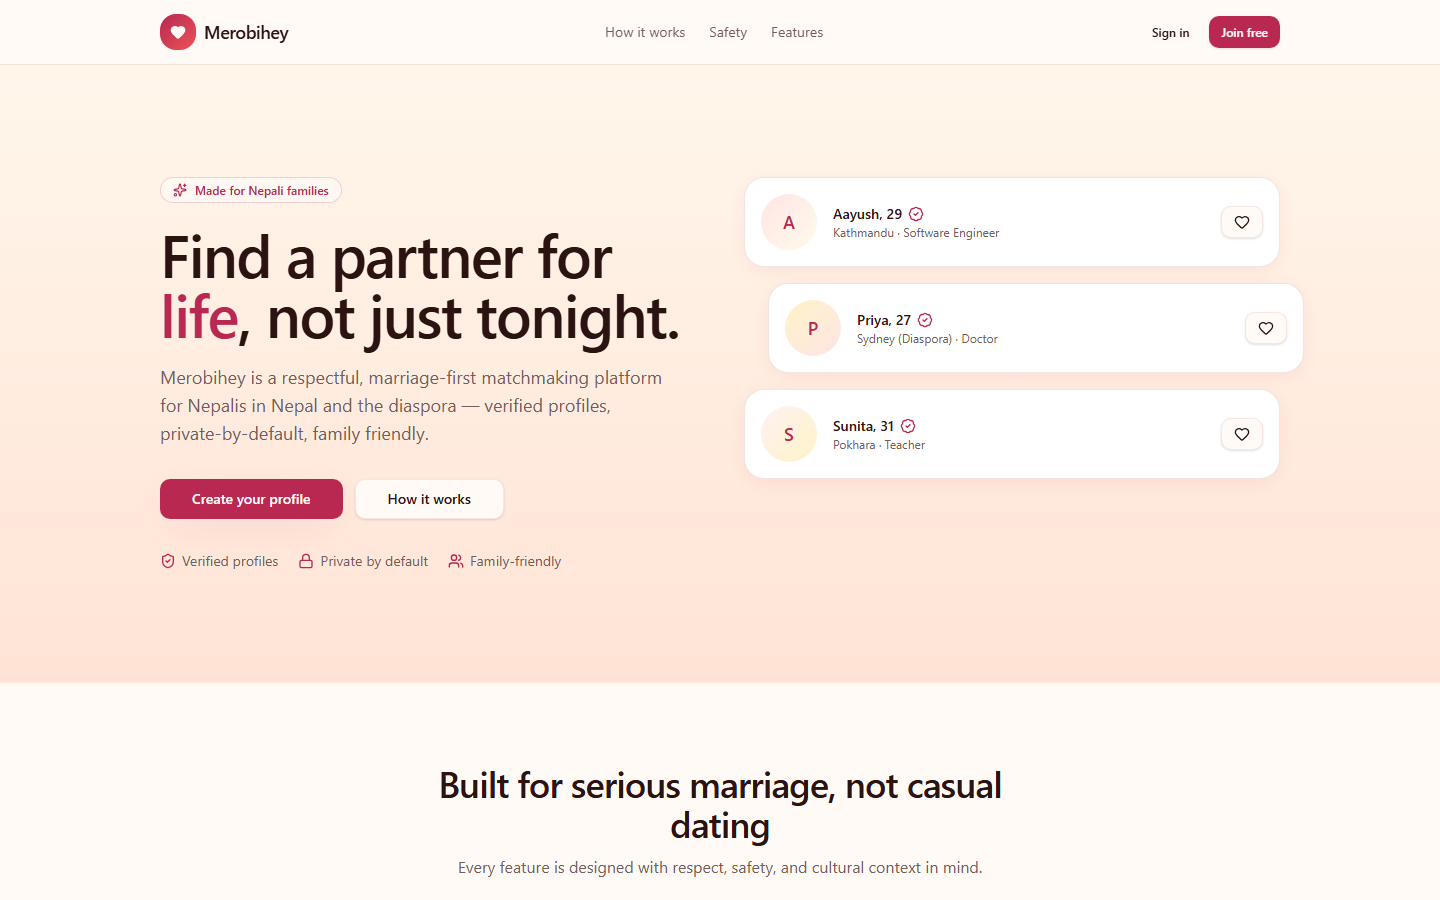 Merobihey
How it works
Safety
Features
Sign in
Join free
Made for Nepali families
Find a partner for
life, not just tonight.
Merobihey is a respectful, marriage-first matchmaking platform
for Nepalis in Nepal and the diaspora — verified profiles,
private-by-default, family friendly.
Create your profile
How it works
Verified profiles
Private by default
Family-friendly
A
Aayush, 29
Kathmandu · Software Engineer
P
Priya, 27
Sydney (Diaspora) · Doctor
S
Sunita, 31
Pokhara · Teacher
Built for serious marriage, not casual
dating
Every feature is designed with respect, safety, and cultural context in mind.